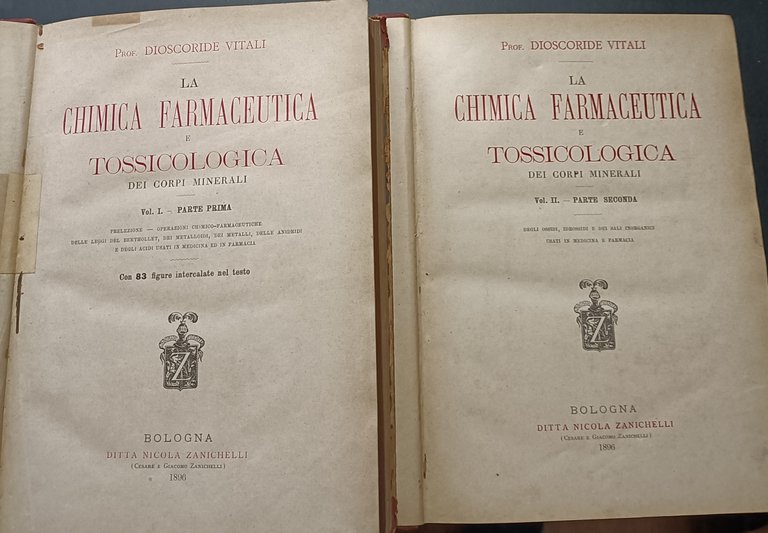 Prof. DIOSCORIDE VITALI
LA
CHIMICA FARMACEUTICA
E
TOSSICOLOGICA
DEI CORPI MINERALI
Vol. I. — PARTE PRIMA
PRELEZIONE — OPERAZIONI CHIMICO-FARMACEUTICHE
DELLE LEGGI DEL BERTHOLLET, DEI METALLOIDI, DEI METALLI, DELLE ANIDRIDI
E DEGLI ACIDI USATI IN MEDICINA ED IN FARMACIA
Con 83 figure intercalate nel testo
Z
BOLOGNA
DITTA NICOLA ZANICHELLI
(Cesare e Giacomo Zanichelli)
1896
Prof. DIOSCORIDE VITALI
LA
CHIMICA FARMACEUTICA
E
TOSSICOLOGICA
DEI CORPI MINERALI
Vol. II. — PARTE SECONDA
DEGLI OSSIDI, IDROSSIDI E DEI SALI INORGANICI
USATI IN MEDICINA E FARMACIA
Z
BOLOGNA
DITTA NICOLA ZANICHELLI
(Cesare e Giacomo Zanichelli)
1896